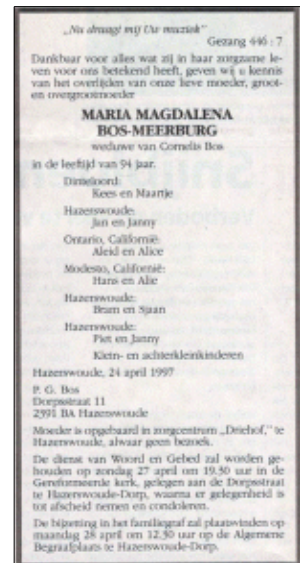 „Nu draagt mij Uw muziek"
Gezang 446 : 7
Dankbaar voor alles wat zij in haar zorgzame le-
ven voor ons betekend heeft, geven wij u kennis
van het overlijden van onze lieve moeder, groot-
en overgrootmoeder
MARIA MAGDALENA
BOS-MEERBURG
weduwe van Cornelis Bos
in de leeftijd van 94 jaar.
Dinteloord:
Kees en Maartje
Hazerswoude:
Jan en Janny
Ontario, Californië:
Aleid en Alice
Modesto, Californië:
Hans en Alie
Hazerswoude:
Bram en Sjaan
Hazerswoude:
Piet en Janny
Klein- en achterkleinkinderen
Hazerswoude, 24 april 1997
P. G. Bos
Dorpsstraat 11
2391 BA Hazerswoude
Moeder is opgebaard in zorgcentrum „Driehof," te
Hazerswoude, alwaar geen bezoek.
De dienst van Woord en Gebed zal worden ge-
houden op zondag 27 april om 19.30 uur in de
Gereformeerde kerk, gelegen aan de Dorpsstraat
te Hazerswoude-Dorp, waarna er gelegenheid is
tot afscheid nemen en condoleren.
De bijzetting in het familiegraf zal plaatsvinden op
maandag 28 april om 12.30 uur op de Algemene
Begraafplaats te Hazerswoude-Dorp.